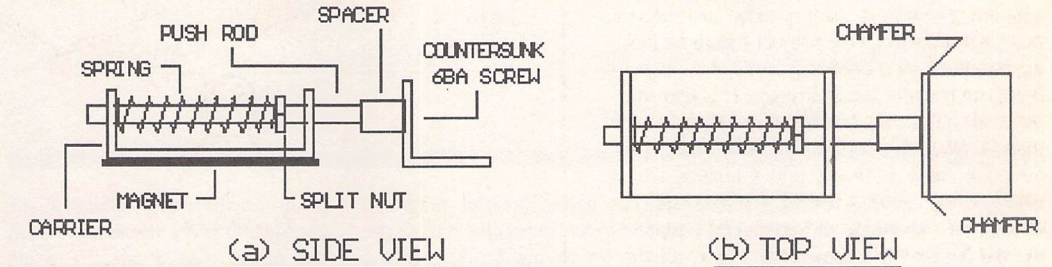 SPACER
PUSH ROD
SPRING
COUNTERSUNK
6BA SCREW
CHAMFER
MAGNET
SPLIT NUT
CARRIER
CHAMFER
(a) SIDE VIEW
(b) TOP VIEW